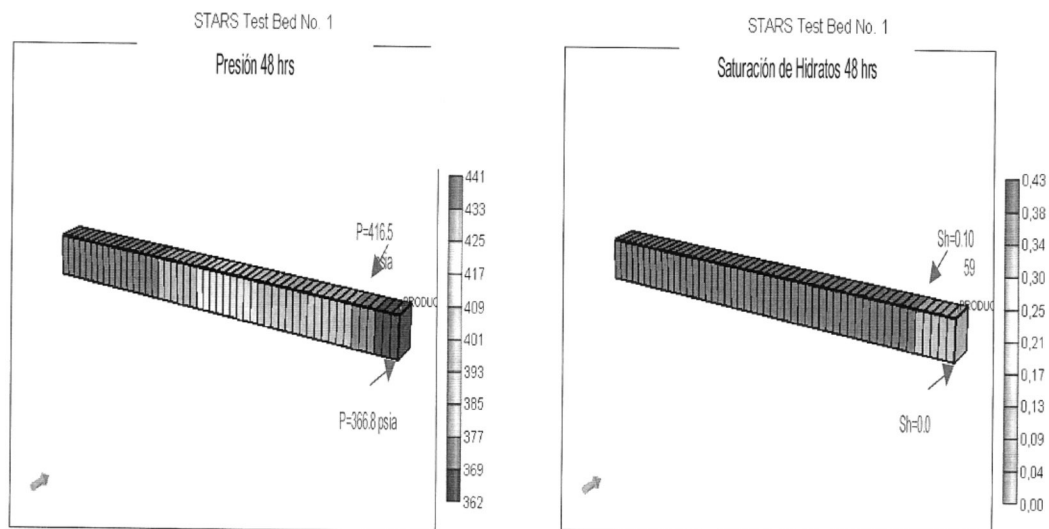 STARS Test Bed No. 1
Presión 48 hrs
441
433
425
417
409
401
393
385
377
369
362
P=416.5
sia
PRODUC
P=366.8 psia
STARS Test Bed No. 1
Saturación de Hidratos 48 hrs
0,43
0,38
0,34
0,30
0,25
0,21
0,17
0,13
0,09
0,04
0,00
Sh=0.10
59
PRODUC
Sh=0.0